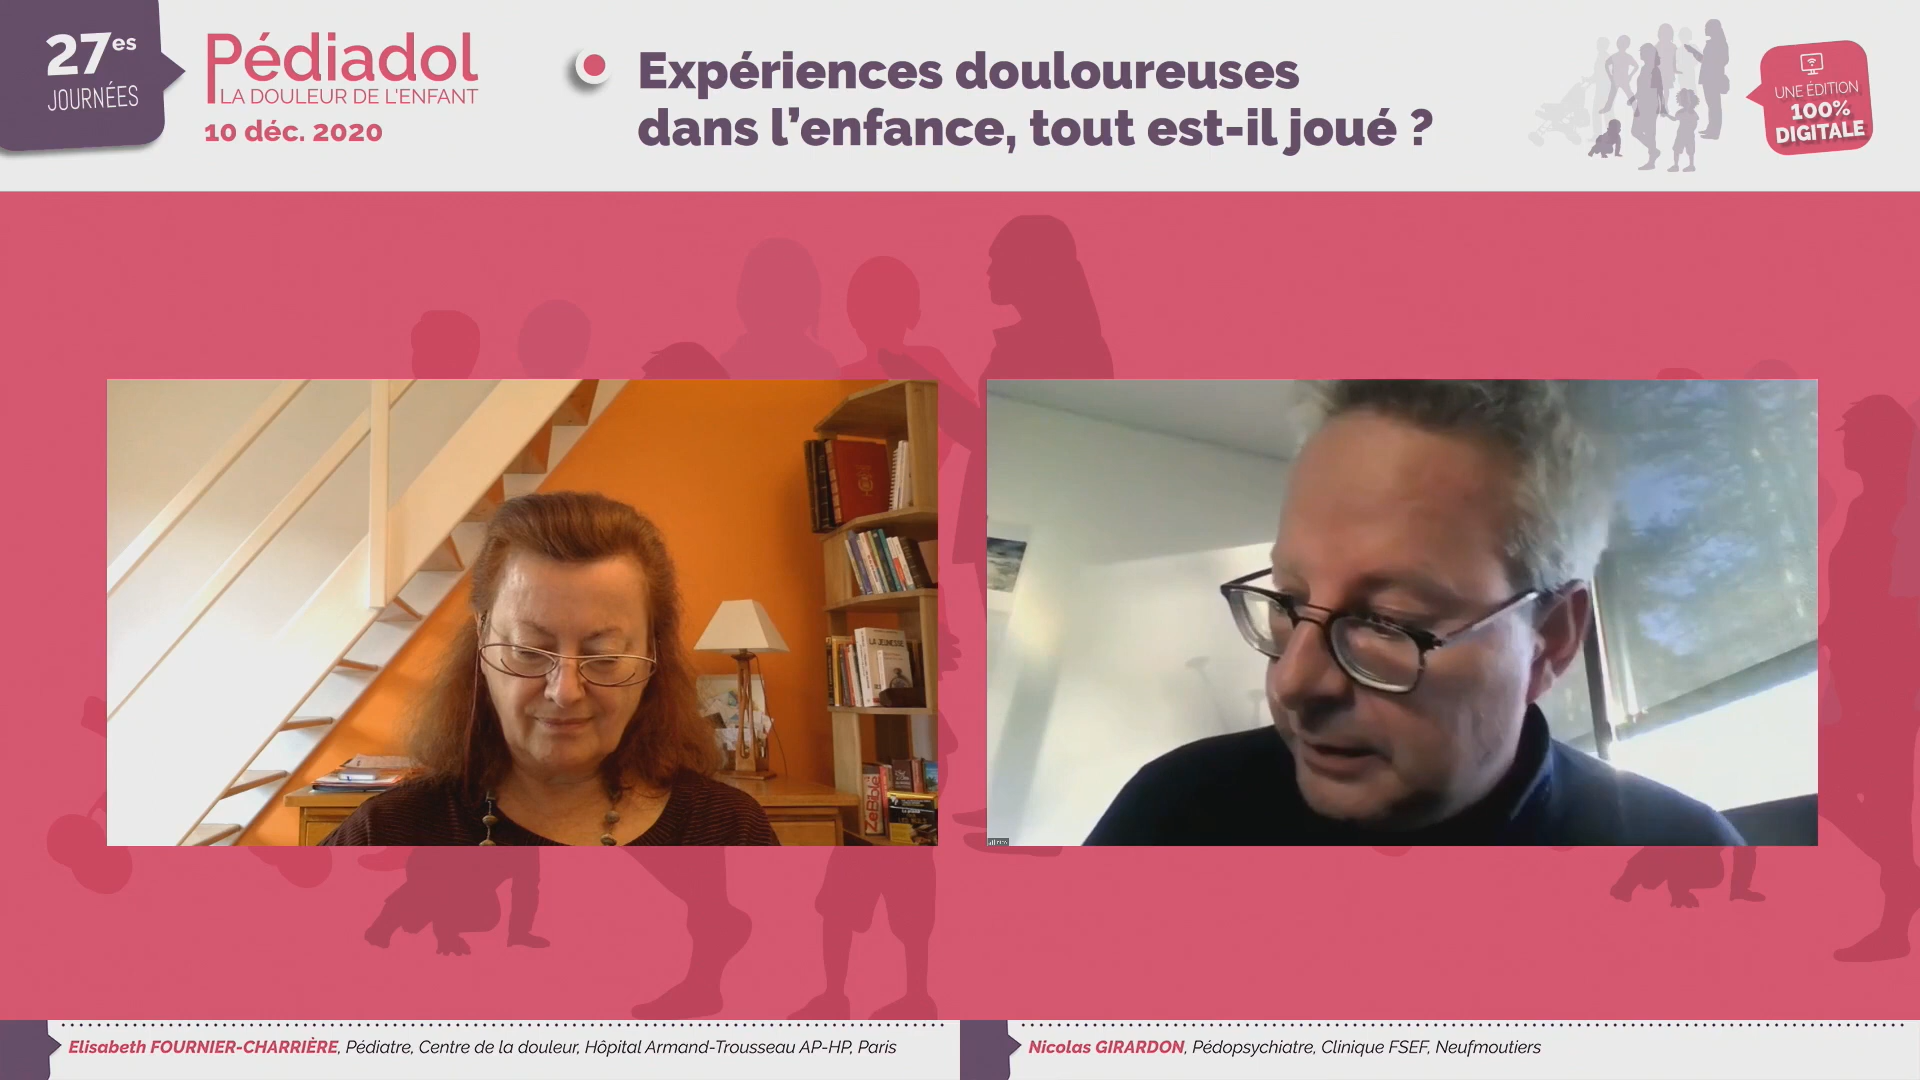 27es
JOURNÉES
Pédiadol
LA DOULEUR DE L'ENFANT
10 déc. 2020
Expériences douloureuses
dans l’enfance, tout est-il joué ?
UNE ÉDITION
100%
DIGITALE
LA JEUNESSE
ZeBible
Elisabeth FOURNIER-CHARRIÈRE, Pédiatre, Centre de la douleur, Hôpital Armand-Trousseau AP-HP, Paris
Nicolas GIRARDON, Pédopsychiatre, Clinique FSEF, Neufmoutiers